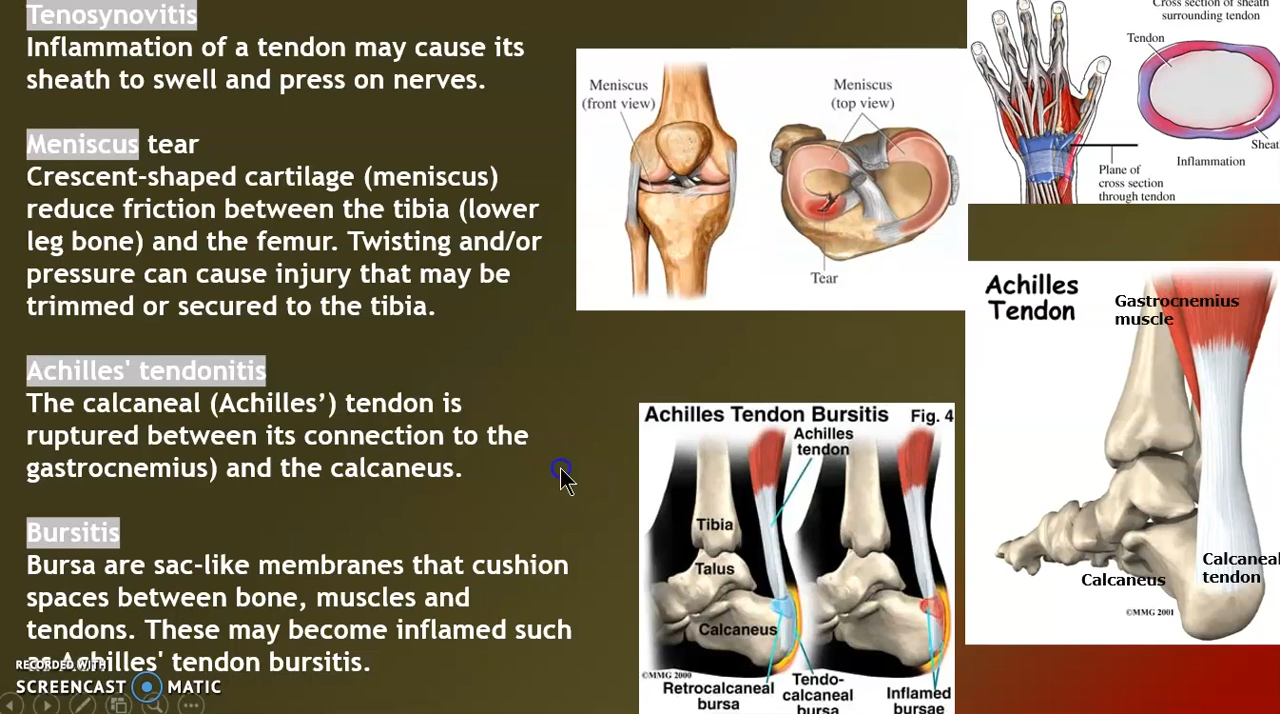 Tenosynovitis
Inflammation of a tendon may cause its
sheath to swell and press on nerves.
Meniscus tear
Crescent-shaped cartilage (meniscus)
reduce friction between the tibia (lower
leg bone) and the femur. Twisting and/or
pressure can cause injury that may be
trimmed or secured to the tibia.
Achilles' tendonitis
The calcaneal (Achilles’) tendon is
ruptured between its connection to the
gastrocnemius) and the calcaneus.
Bursitis
Bursa are sac-like membranes that cushion
spaces between bone, muscles and
tendons. These may become inflamed such
Achilles' tendon bursitis.
RECORDED WITH
SCREENCAST MATIC
Meniscus
(front view)
Meniscus
(top view)
Tear
Cross section of sheath
surrounding tendon
Tendon
Sheat
Inflammation
Plane of
cross section
through tendon
Achilles
Tendon
Gastrocnemius
muscle
Calcaneal
tendon
Calcaneus
©MMG 2001
Achilles Tendon Bursitis Fig. 4
Achilles
tendon
Tibia
Talus
Calcaneus
©MMG 2000
Retrocalcaneal
bursa
Tendo-
calcaneal
bursa
Inflamed
bursae